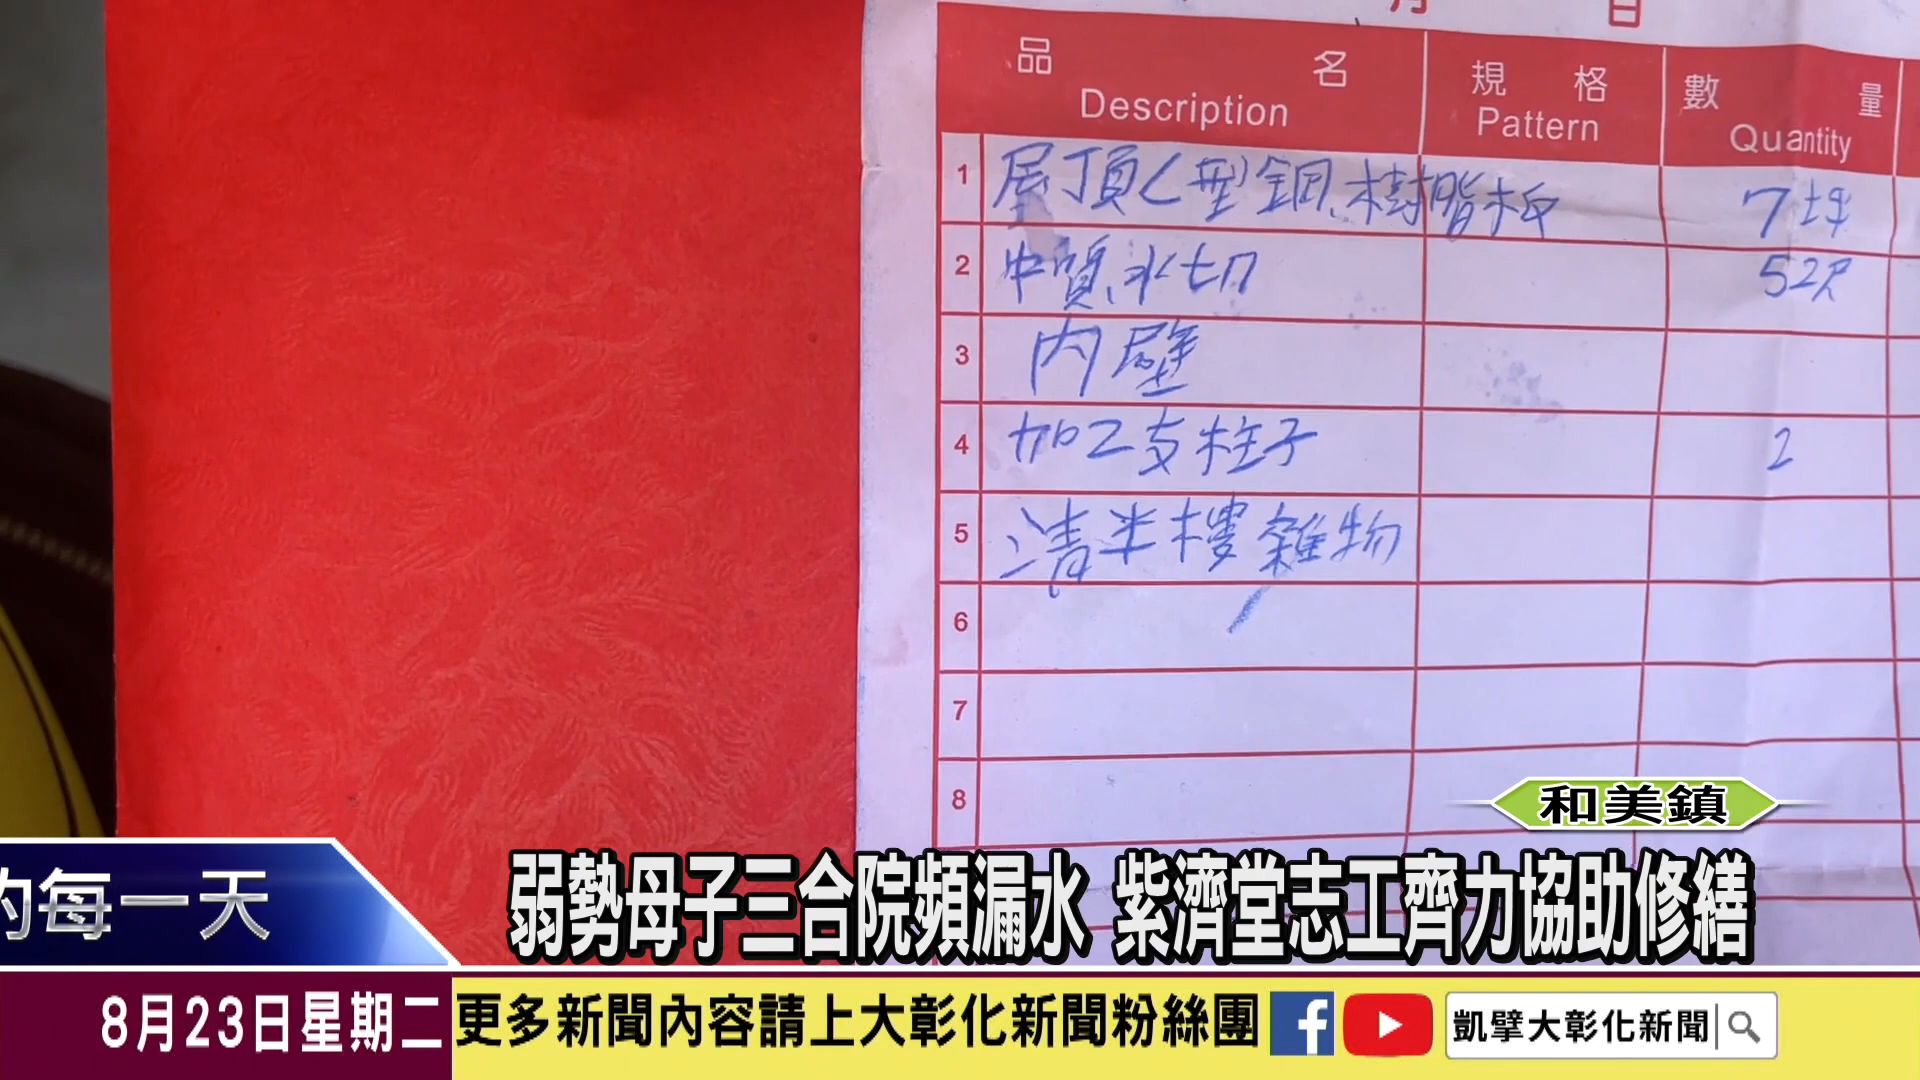 月 日
品 名 規 格 數 量
Description Pattern Quantity
1 屋頂C型鋼、樹脂板 7坪
2 中質、水切 52尺
3 內壁
4 加工支柱子 2
5 清半樓雜物
6
7
8
和美鎮
的每一天
弱勢母子三合院頻漏水 紫濟堂志工齊力協助修繕
8月23日星期二
更多新聞內容請上大彰化新聞粉絲團
凱擘大彰化新聞